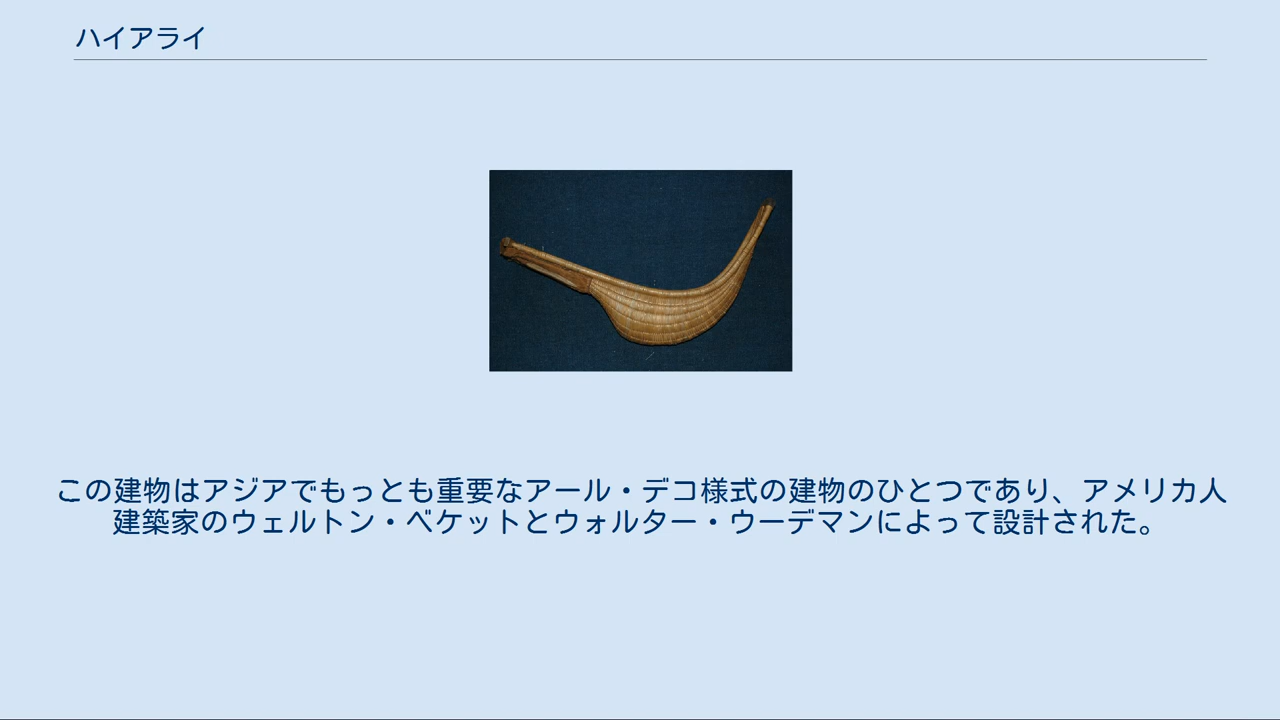 ハイアライ
この建物はアジアでもっとも重要なアール・デコ様式の建物のひとつであり、アメリカ人
建築家のウェルトン・ベケットとウォルター・ウーデマンによって設計された。